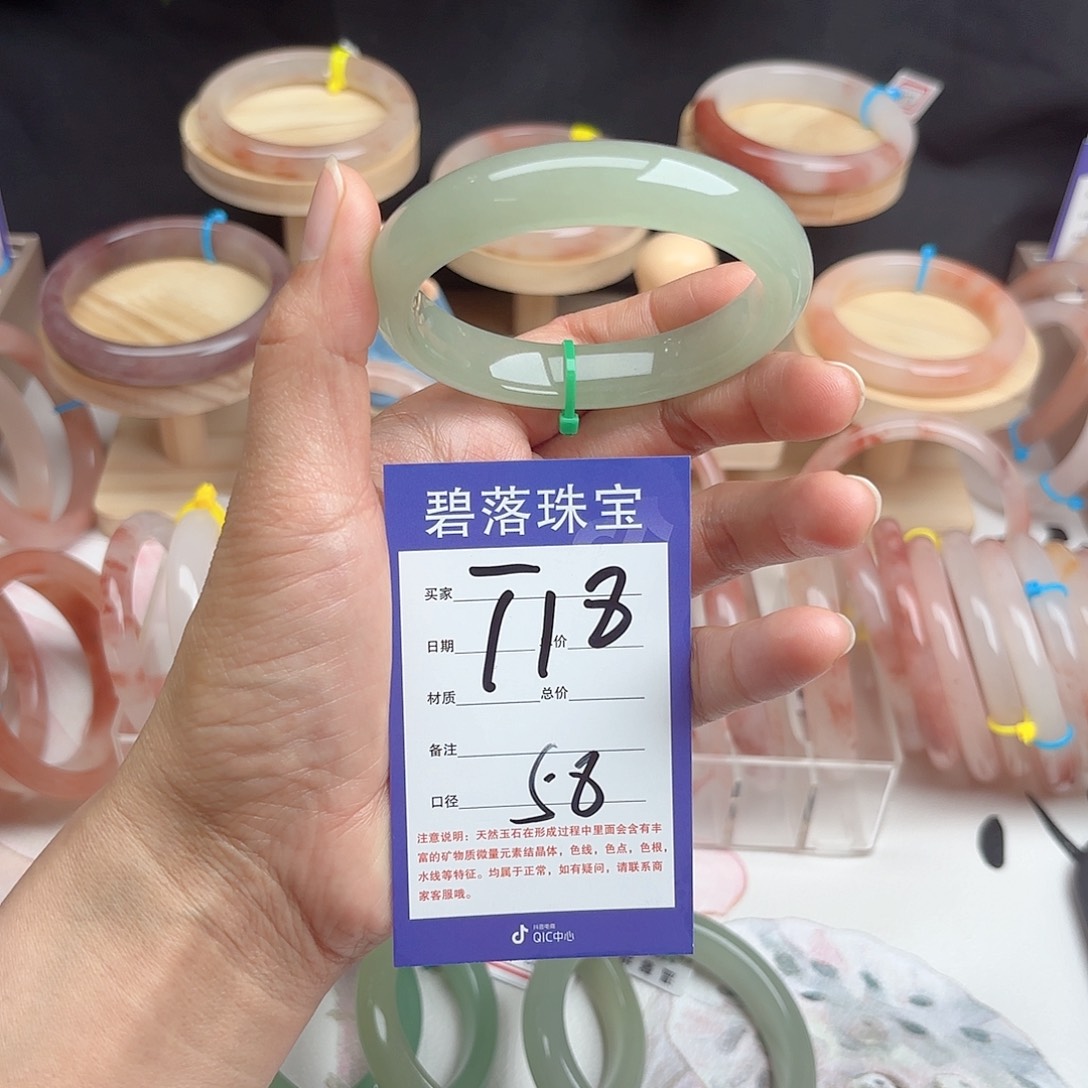 碧落珠宝
买家
T18
日期
价
材质
总价
备注
口径 58
注意说明：天然玉石在形成过程中里面会含有丰
富的矿物质微量元素结晶体，色线，色点，色根，
水线等特征。均属于正常，如有疑问，请联系商
家客服哦。
抖音电商
QIC中心